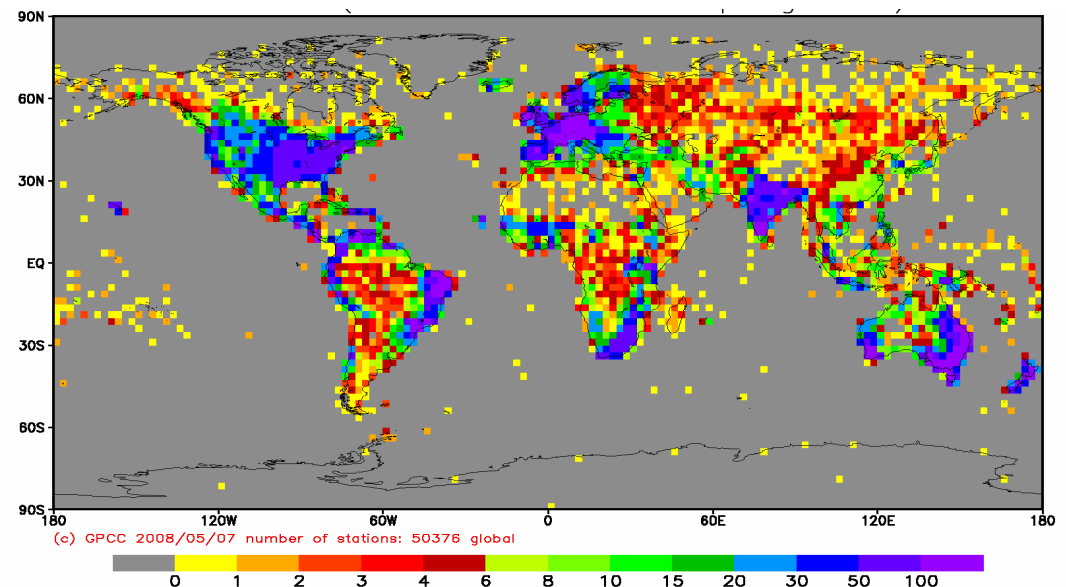 90N
60N
30N
EQ
30S
60S
90S
180 120W 60W 0 60E 120E 180
(c) GPCC 2008/05/07 number of stations: 50376 global
0 1 2 3 4 6 8 10 15 20 30 50 100